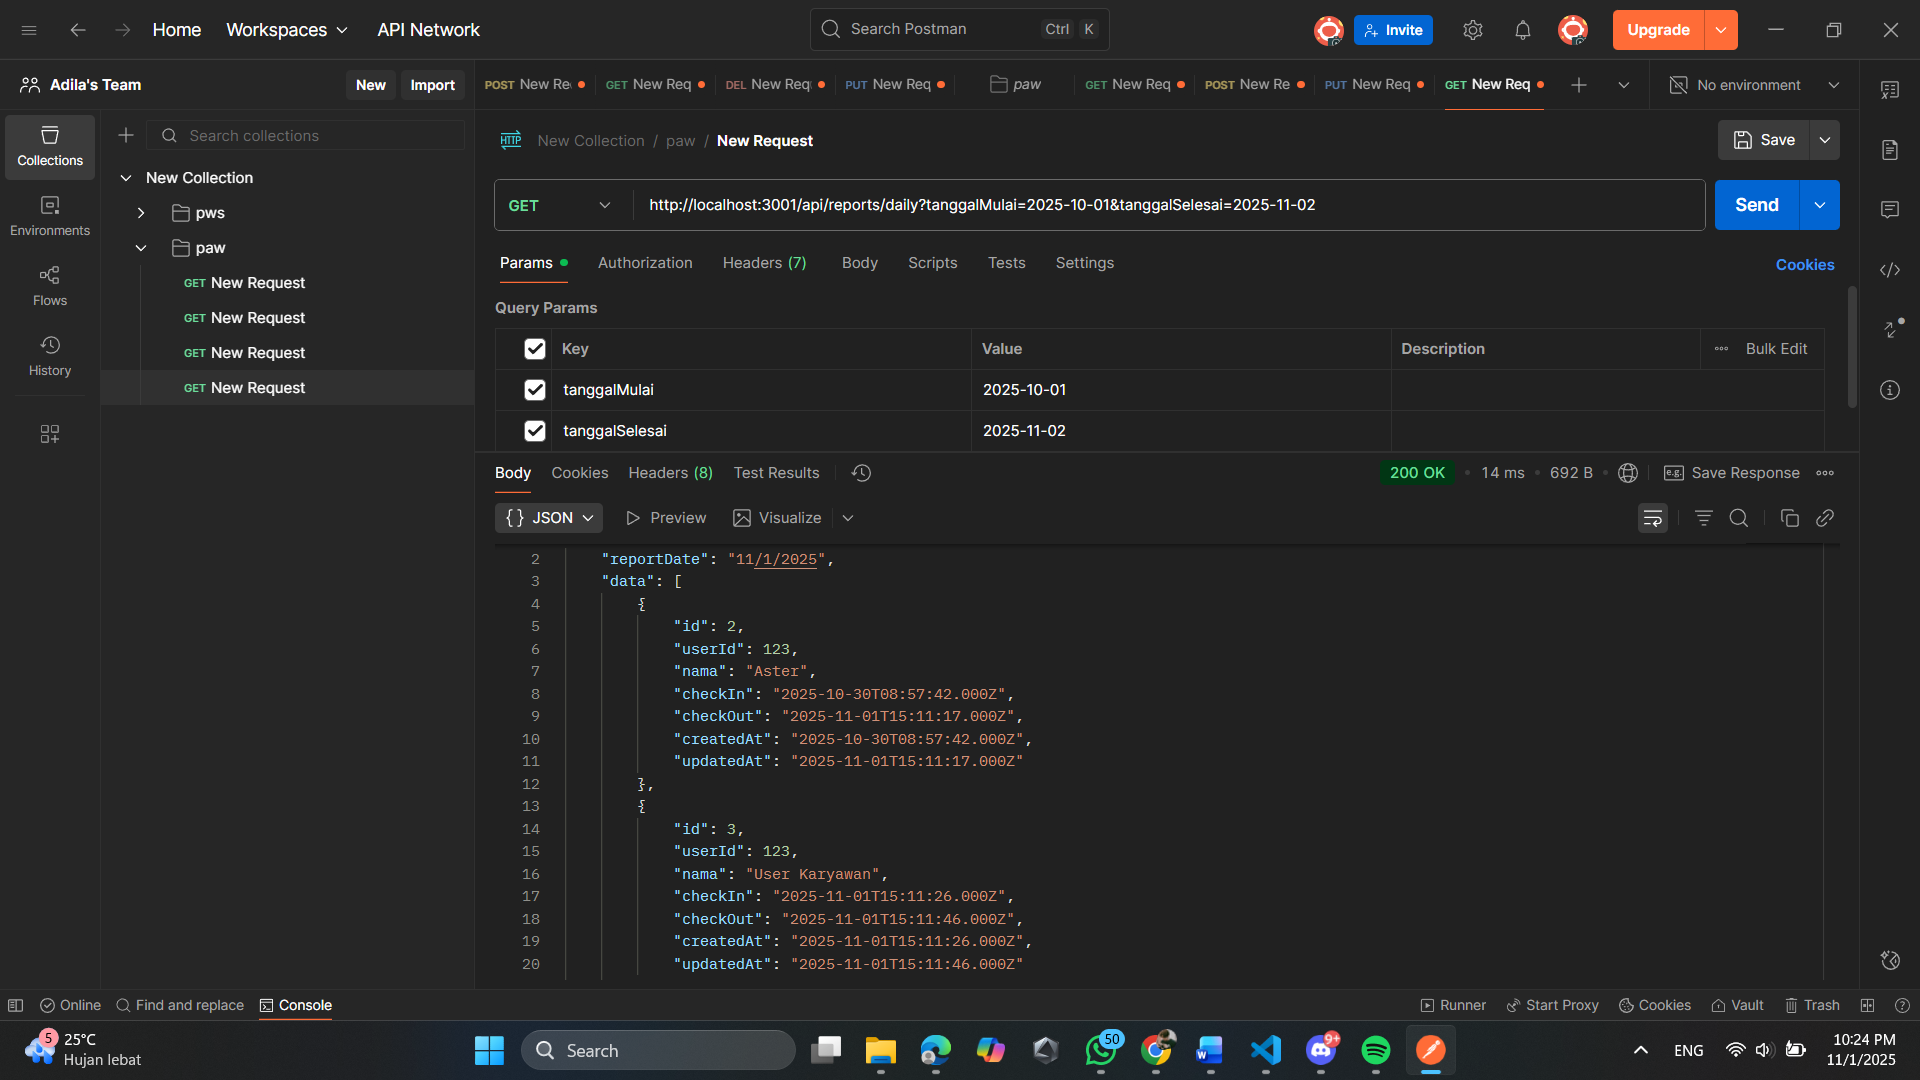 Home
Workspaces
API Network
Search Postman
Ctrl K
Invite
Upgrade
Adila's Team
New
Import
POST New Re
GET New Req
DEL New Req
PUT New Req
paw
GET New Req
POST New Re
PUT New Req
GET New Req
No environment
Collections
Environments
Flows
History
Search collections
New Collection
pws
paw
GET New Request
GET New Request
GET New Request
GET New Request
HTTP New Collection / paw / New Request
Save
GET
http://localhost:3001/api/reports/daily?tanggalMulai=2025-10-01&tanggalSelesai=2025-11-02
Send
Params Authorization Headers (7) Body Scripts Tests Settings
Cookies
Query Params
Key Value Description Bulk Edit
tanggalMulai 2025-10-01
tanggalSelesai 2025-11-02
Body Cookies Headers (8) Test Results
200 OK • 14 ms • 692 B
e.g. Save Response
{} JSON Preview Visualize
2 "reportDate": "11/1/2025",
3 "data": [
4 {
5 "id": 2,
6 "userId": 123,
7 "nama": "Aster",
8 "checkIn": "2025-10-30T08:57:42.000Z",
9 "checkOut": "2025-11-01T15:11:17.000Z",
10 "createdAt": "2025-10-30T08:57:42.000Z",
11 "updatedAt": "2025-11-01T15:11:17.000Z"
12 },
13 {
14 "id": 3,
15 "userId": 123,
16 "nama": "User Karyawan",
17 "checkIn": "2025-11-01T15:11:26.000Z",
18 "checkOut": "2025-11-01T15:11:46.000Z",
19 "createdAt": "2025-11-01T15:11:26.000Z",
20 "updatedAt": "2025-11-01T15:11:46.000Z"
Online Find and replace Console
Runner Start Proxy Cookies Vault Trash
5
25°C
Hujan lebat
Search
50
9+
ENG
10:24 PM
11/1/2025